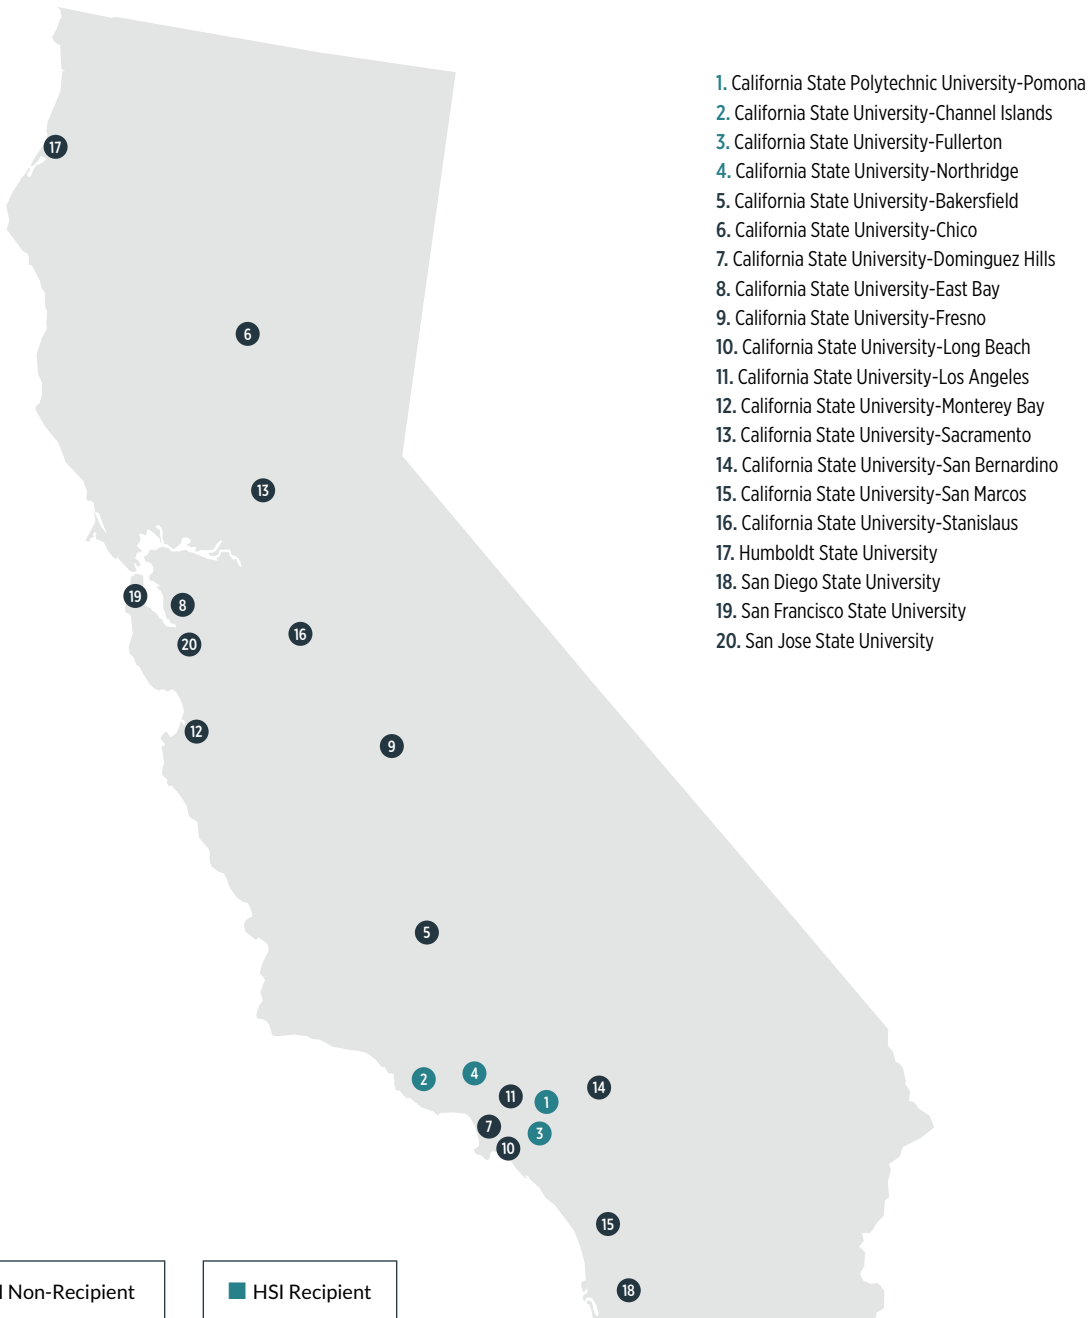 1. California State Polytechnic University-Pomona
2. California State University-Channel Islands
3. California State University-Fullerton
4. California State University-Northridge
5. California State University-Bakersfield
6. California State University-Chico
7. California State University-Dominguez Hills
8. California State University-East Bay
9. California State University-Fresno
10. California State University-Long Beach
11. California State University-Los Angeles
12. California State University-Monterey Bay
13. California State University-Sacramento
14. California State University-San Bernardino
15. California State University-San Marcos
16. California State University-Stanislaus
17. Humboldt State University
18. San Diego State University
19. San Francisco State University
20. San Jose State University
17
6
13
19
8
20
16
12
9
5
2
4
11
1
14
7
3
10
15
18
Non-Recipient
HSI Recipient